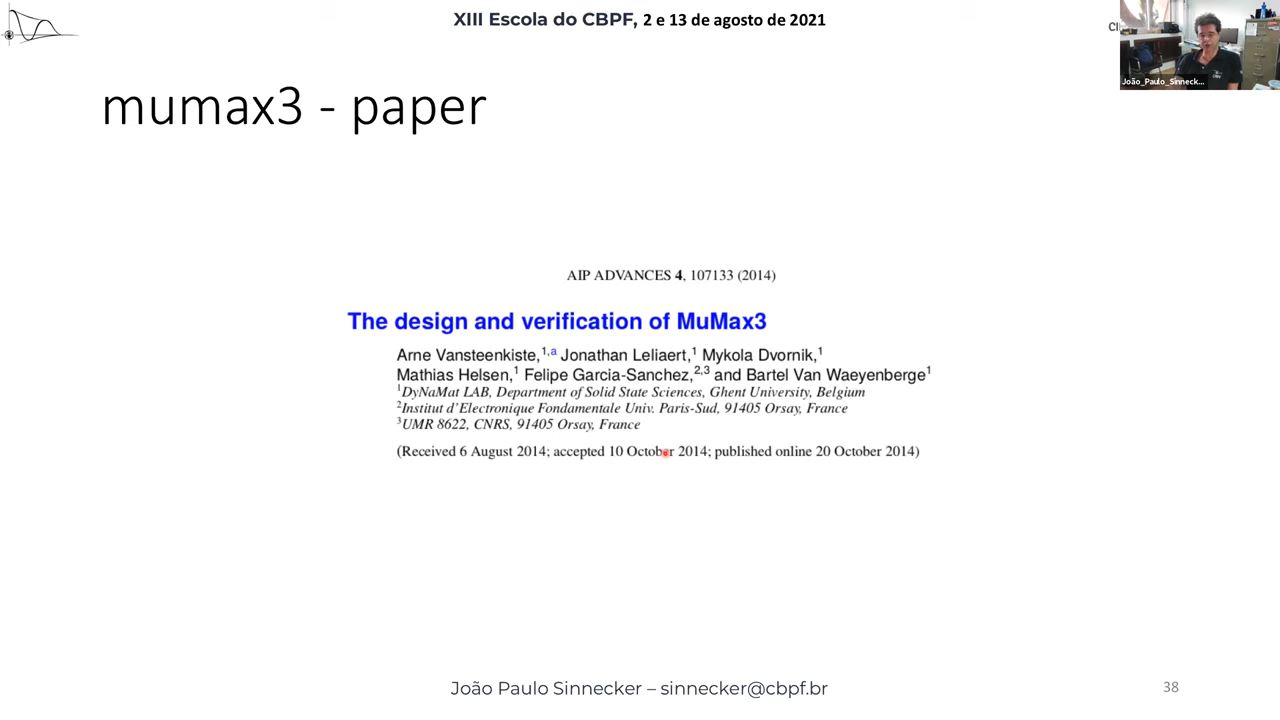 XIII Escola do CBPF, 2 e 13 de agosto de 2021
João_Paulo_Sinneck...
mumax3 - paper
AIP ADVANCES 4, 107133 (2014)
The design and verification of MuMax3
Arne Vansteenkiste,1,a Jonathan Leliaert,1 Mykola Dvornik,1
Mathias Helsen,1 Felipe Garcia-Sanchez,2,3 and Bartel Van Waeyenberge1
1DyNaMat LAB, Department of Solid State Sciences, Ghent University, Belgium
2Institut d'Electronique Fondamentale Univ. Paris-Sud, 91405 Orsay, France
3UMR 8622, CNRS, 91405 Orsay, France
(Received 6 August 2014; accepted 10 October 2014; published online 20 October 2014)
João Paulo Sinnecker – sinnecker@cbpf.br
38